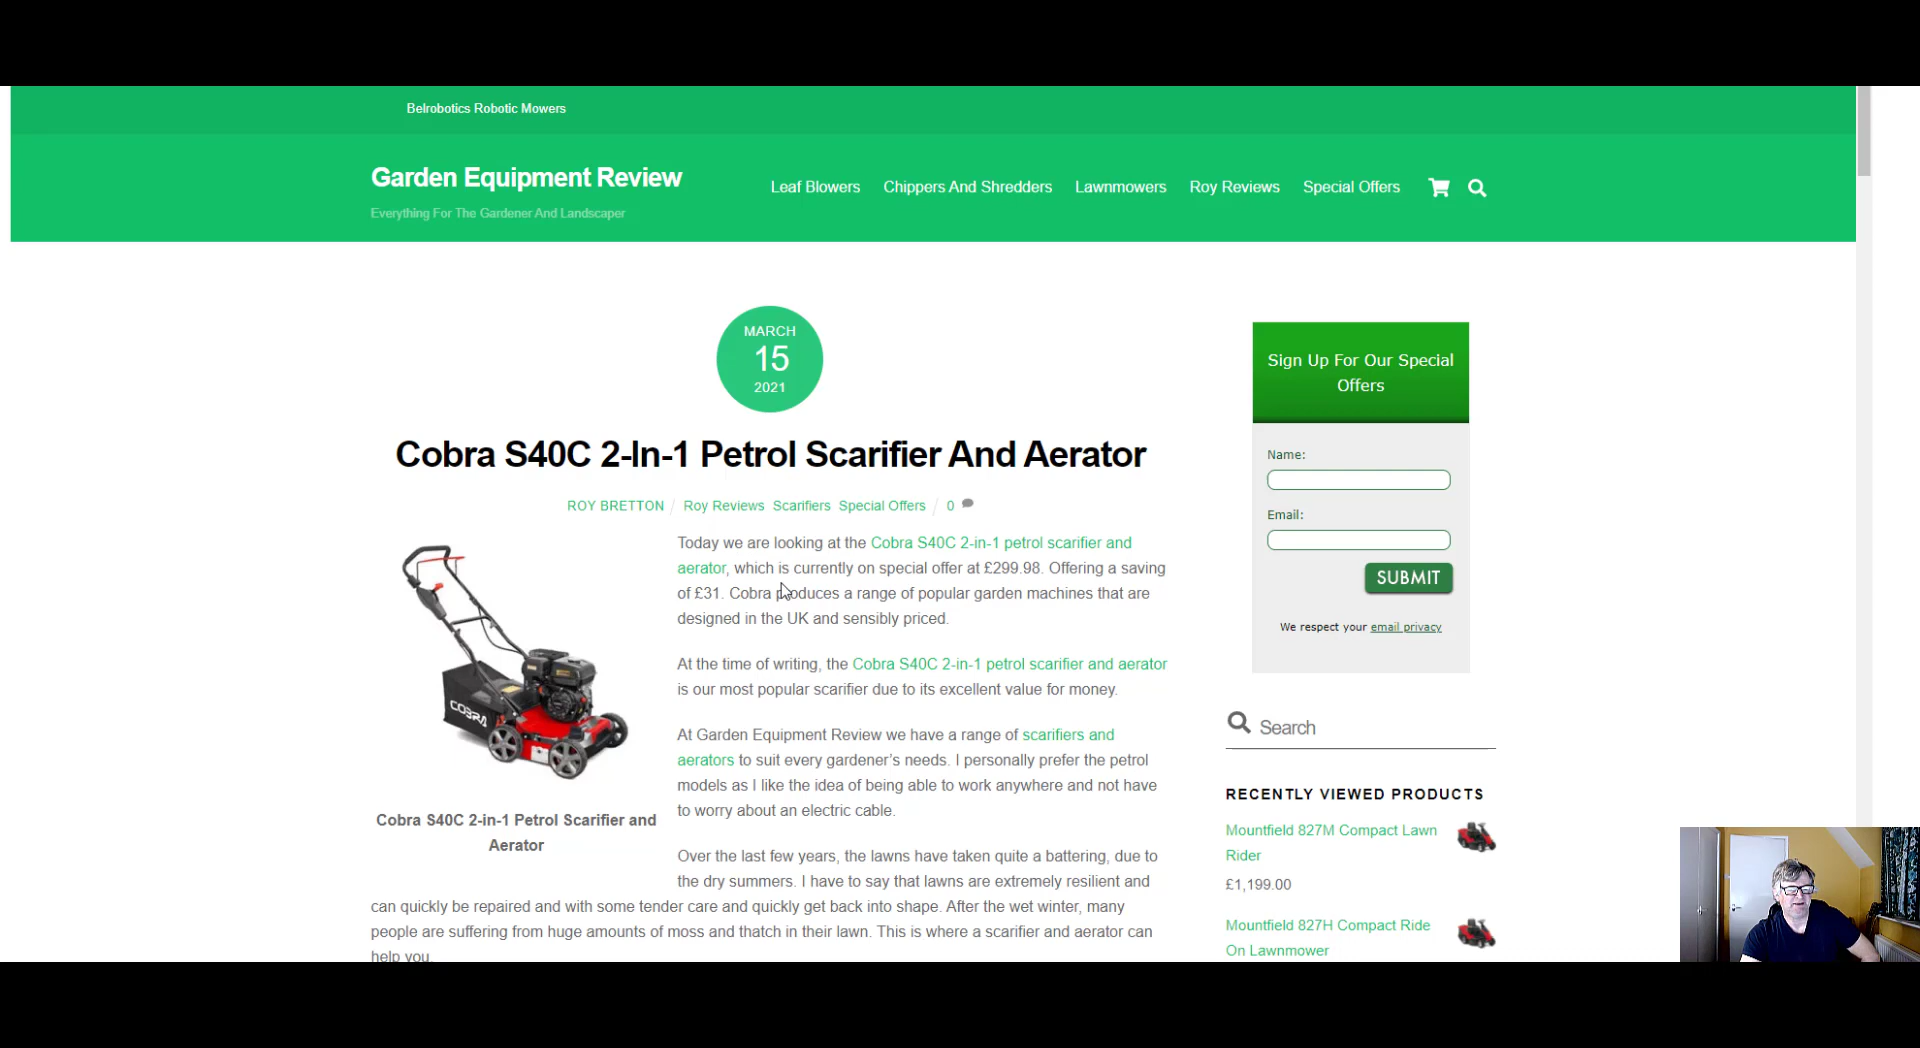 Belrobotics Robotic Mowers
Garden Equipment Review
Everything For The Gardener And Landscaper
Leaf Blowers Chippers And Shredders Lawnmowers Roy Reviews Special Offers
MARCH
15
2021
Cobra S40C 2-In-1 Petrol Scarifier And Aerator
ROY BRETTON / Roy Reviews Scarifiers Special Offers / 0
COBRA
Cobra S40C 2-in-1 Petrol Scarifier and
Aerator
Today we are looking at the Cobra S40C 2-in-1 petrol scarifier and
aerator, which is currently on special offer at £299.98. Offering a saving
of £31. Cobra produces a range of popular garden machines that are
designed in the UK and sensibly priced.
At the time of writing, the Cobra S40C 2-in-1 petrol scarifier and aerator
is our most popular scarifier due to its excellent value for money.
At Garden Equipment Review we have a range of scarifiers and
aerators to suit every gardener’s needs. I personally prefer the petrol
models as I like the idea of being able to work anywhere and not have
to worry about an electric cable.
Over the last few years, the lawns have taken quite a battering, due to
the dry summers. I have to say that lawns are extremely resilient and
can quickly be repaired and with some tender care and quickly get back into shape. After the wet winter, many
people are suffering from huge amounts of moss and thatch in their lawn. This is where a scarifier and aerator can
help you
Sign Up For Our Special
Offers
Name:
Email:
SUBMIT
We respect your email privacy
Search
RECENTLY VIEWED PRODUCTS
Mountfield 827M Compact Lawn
Rider
£1,199.00
Mountfield 827H Compact Ride
On Lawnmower